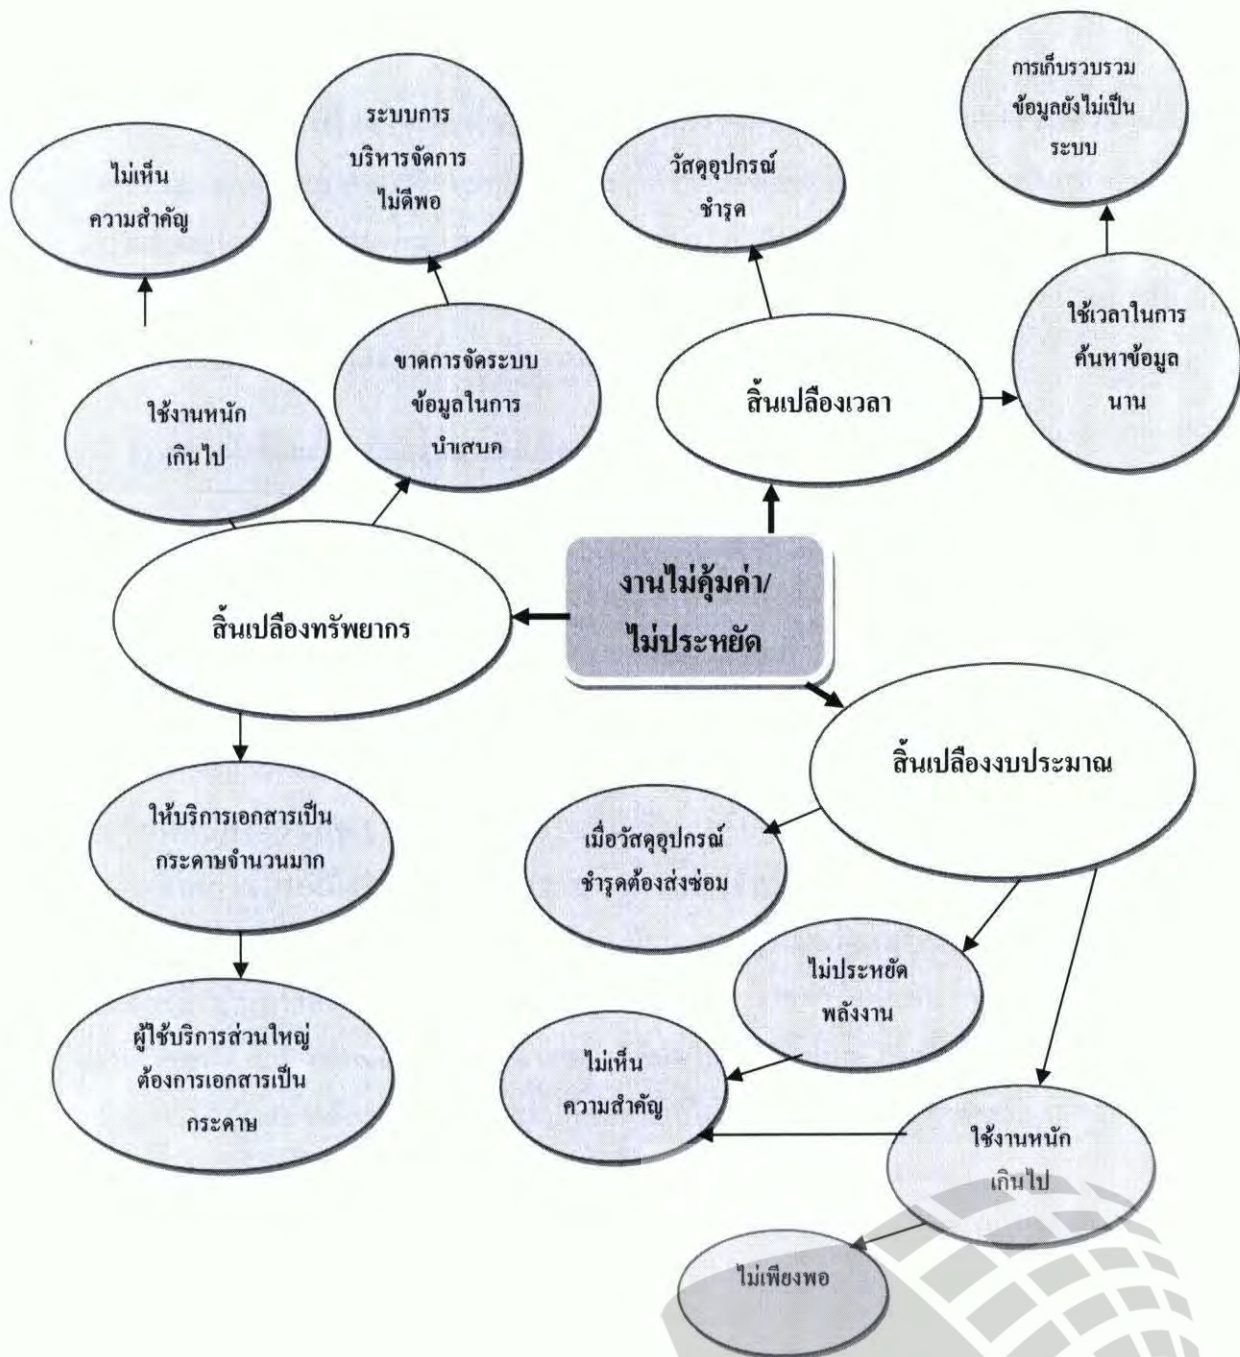 การเก็บรวบรวม
ข้อมูลยังไม่เป็น
ระบบ
ระบบการ
บริหารจัดการ
ไม่ดีพอ
วัสดุอุปกรณ์
ชำรุด
ไม่เห็น
ความสำคัญ
ใช้เวลาในการ
ค้นหาข้อมูล
นาน
ขาดการจัดระบบ
ข้อมูลในการ
นำเสนอ
สิ้นเปลืองเวลา
ใช้งานหนัก
เกินไป
งานไม่คุ้มค่า/
ไม่ประหยัด
สิ้นเปลืองทรัพยากร
สิ้นเปลืองงบประมาณ
ให้บริการเอกสารเป็น
กระดาษจำนวนมาก
เมื่อวัสดุอุปกรณ์
ชำรุดต้องส่งซ่อม
ไม่ประหยัด
พลังงาน
ผู้ใช้บริการส่วนใหญ่
ต้องการเอกสารเป็น
กระดาษ
ไม่เห็น
ความสำคัญ
ใช้งานหนัก
เกินไป
ไม่เพียงพอ